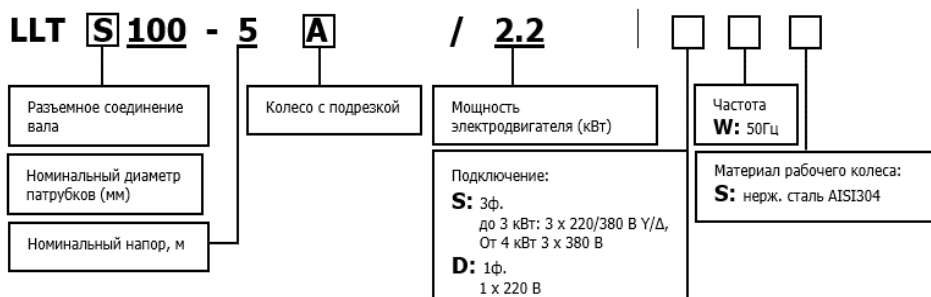 LLT S 100 - 5 A / 2.2
Разъемное соединение
вала
Колесо с подрезкой
Мощность
электродвигателя (кВт)
Частота
W: 50Гц
Номинальный диаметр
патрубков (мм)
Подключение:
S: 3ф.
до 3 кВт: 3 x 220/380 В Y/Δ,
От 4 кВт 3 x 380 В
D: 1ф.
1 x 220 В
Материал рабочего колеса:
S: нерж. сталь AISI304
Номинальный напор, м